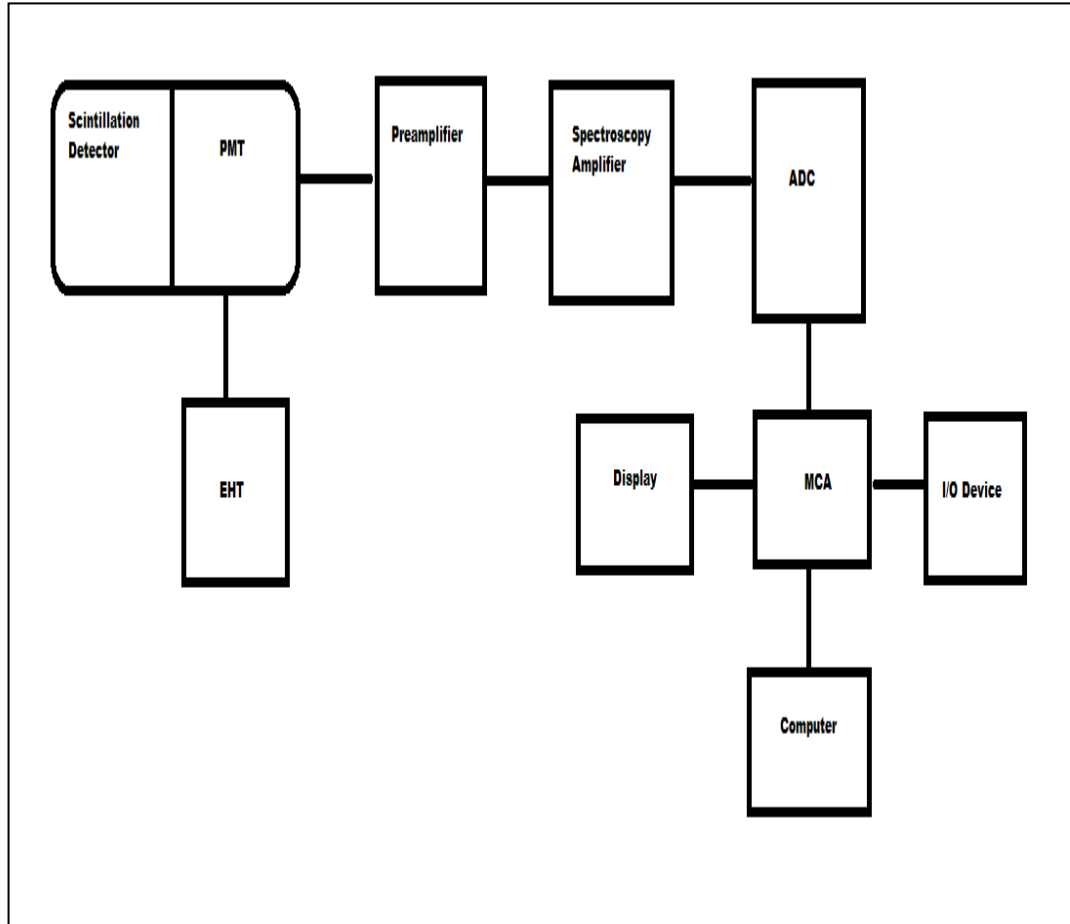 Scintillation
Detector
PMT
Preamplifier
Spectroscopy
Amplifier
ADC
EHT
Display
MCA
I/O Device
Computer